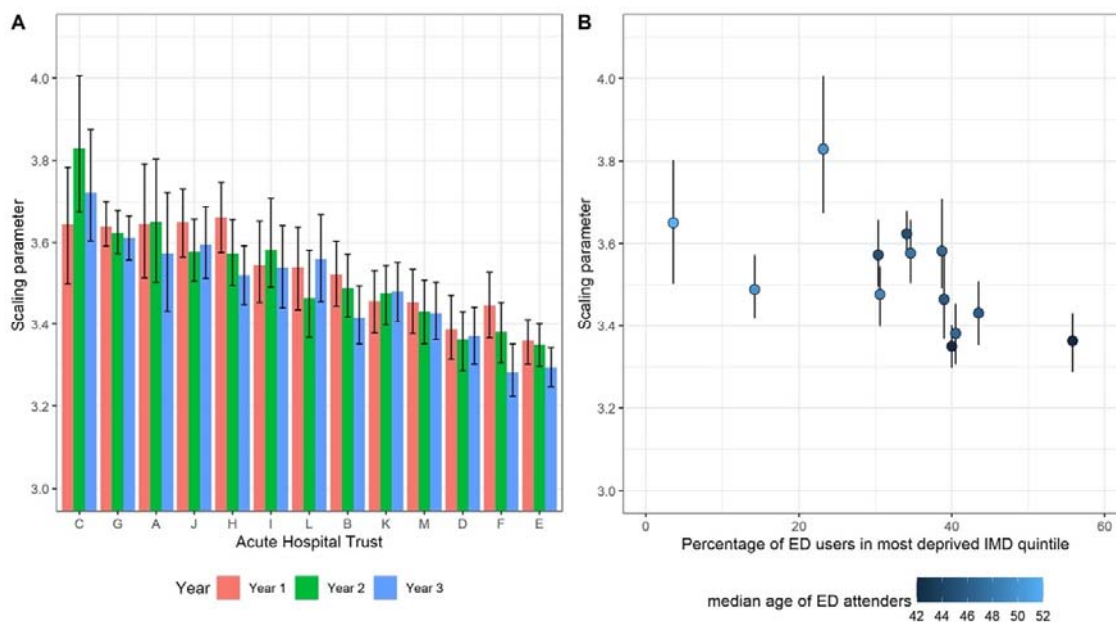 A
Scaling parameter
4.0
3.8
3.6
3.4
3.2
3.0
C G A J H I L B K M D F E
Acute Hospital Trust
Year Year 1 Year 2 Year 3
B
Scaling parameter
4.0
3.8
3.6
3.4
3.2
3.0
0 20 40 60
Percentage of ED users in most deprived IMD quintile
median age of ED attenders
42 44 46 48 50 52